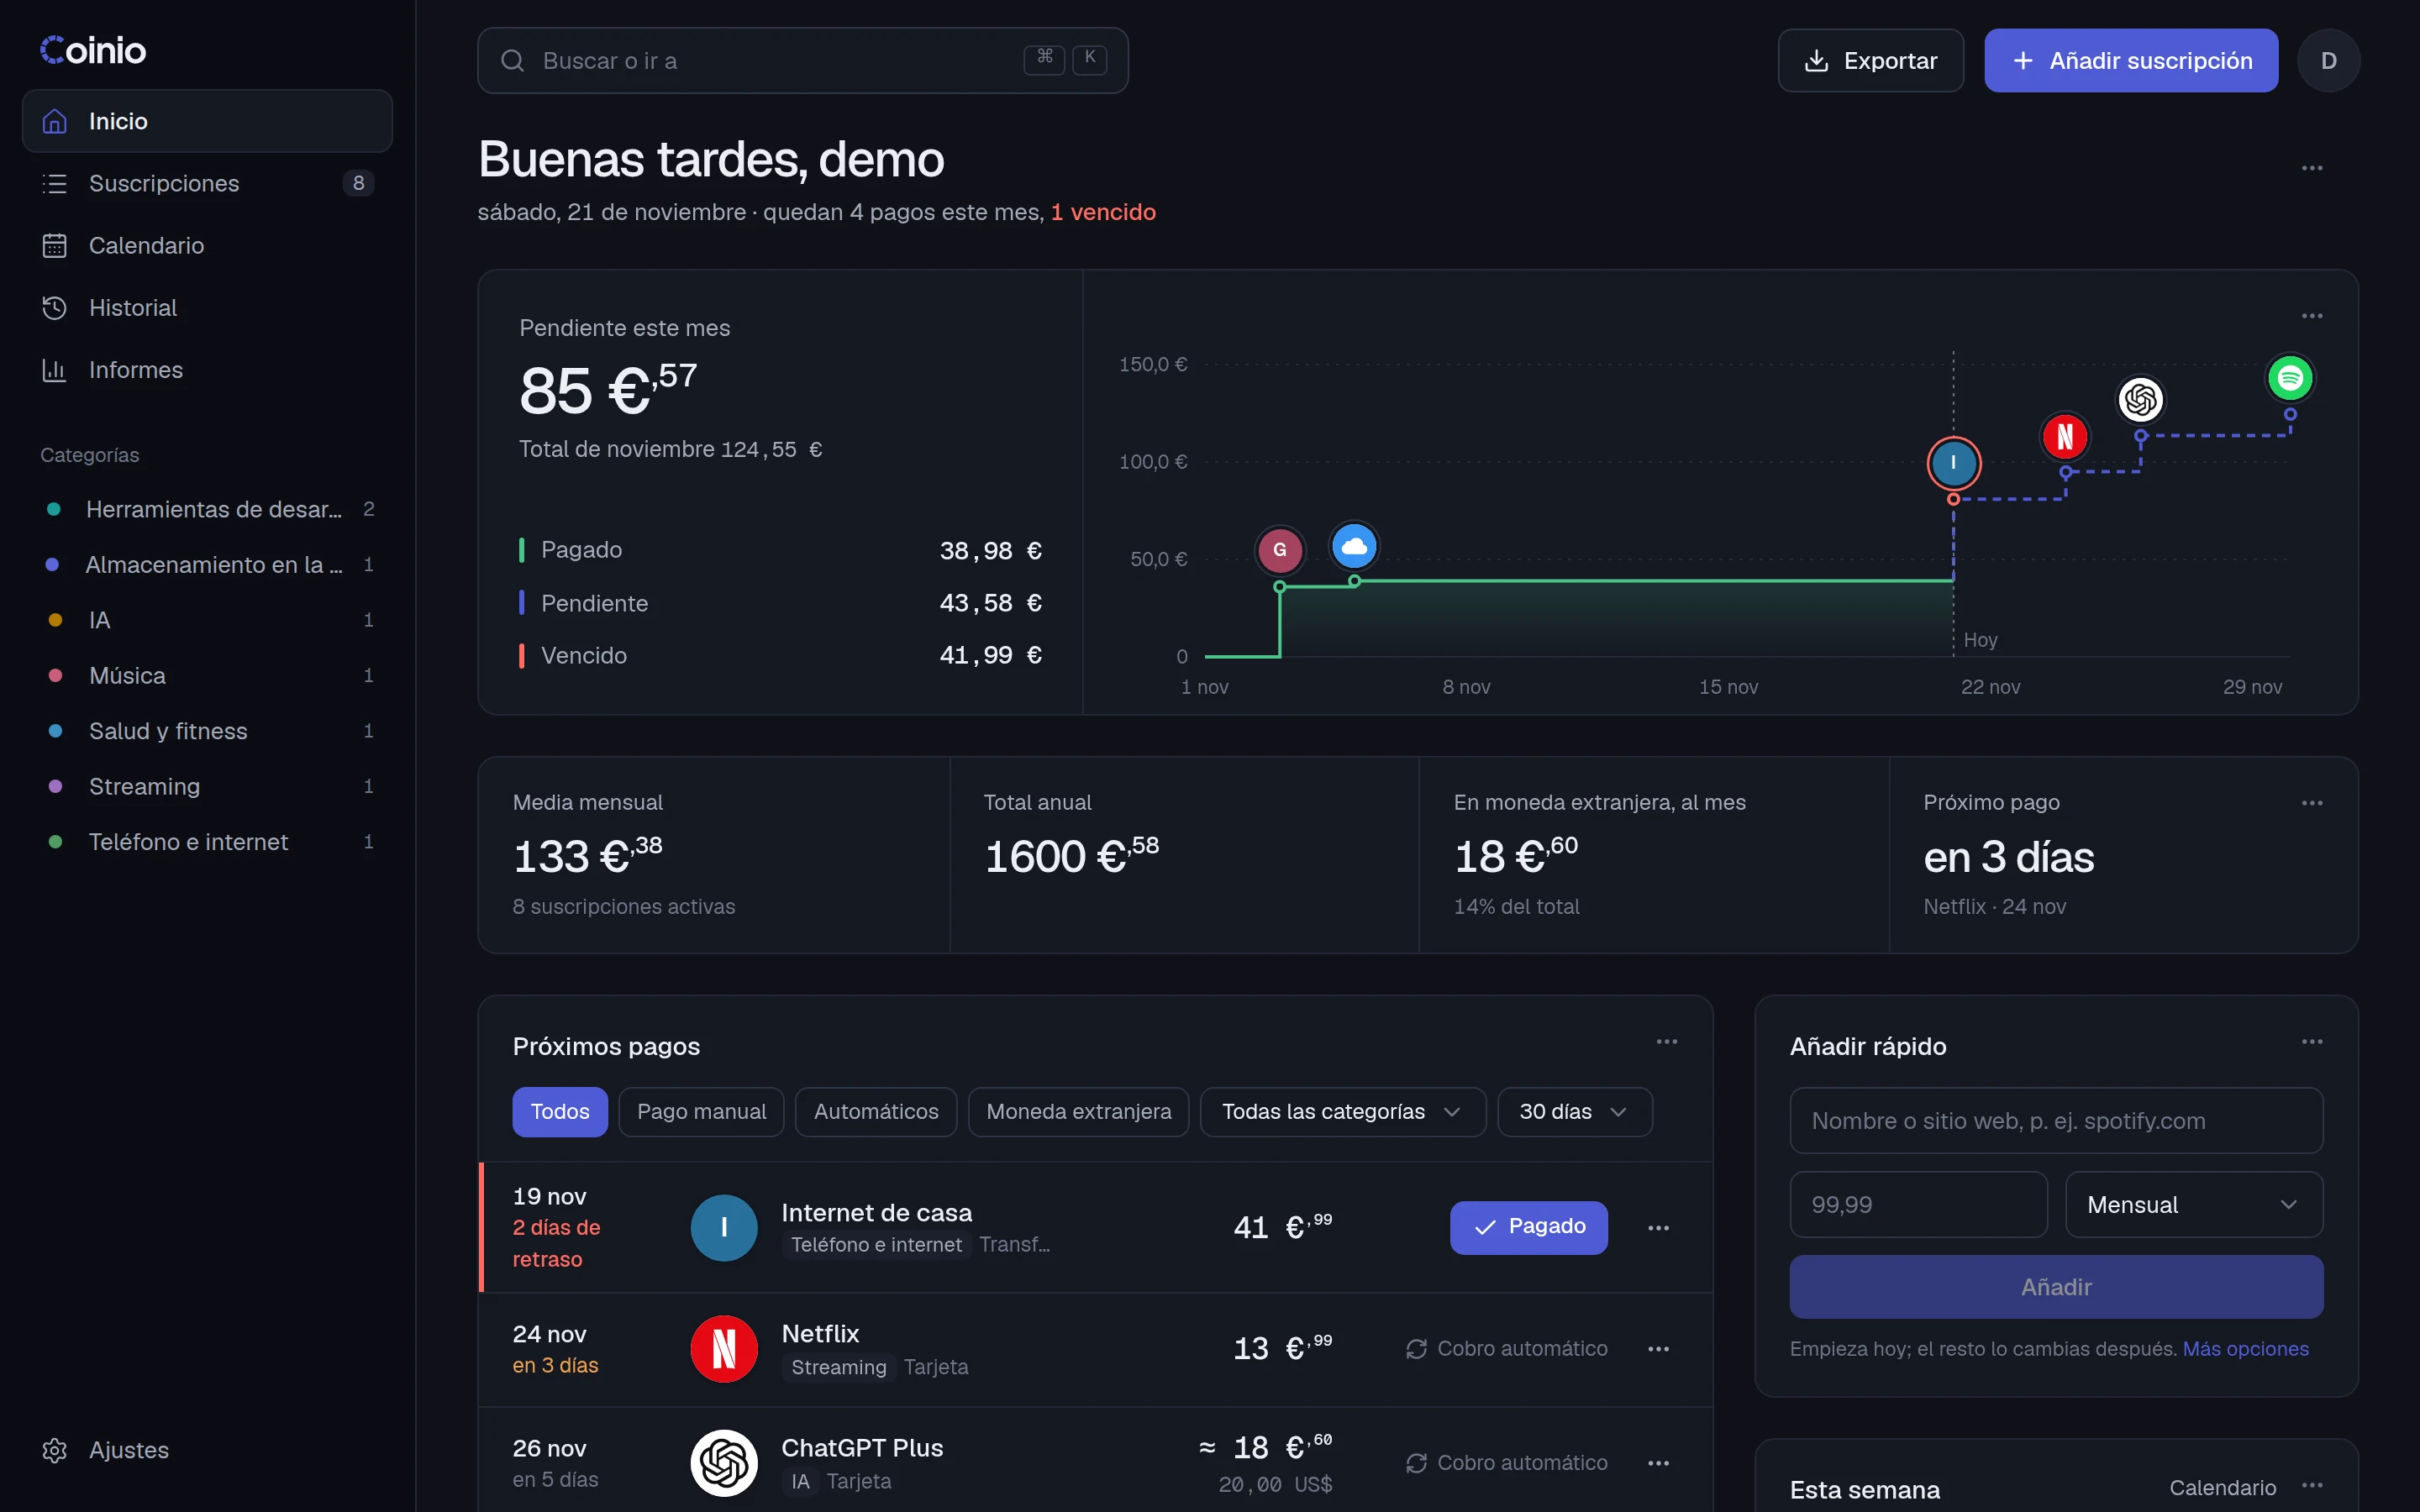 Coinio
Inicio
Suscripciones 8
Calendario
Historial
Informes
Categorías
Herramientas de desar... 2
Almacenamiento en la ... 1
IA 1
Música 1
Salud y fitness 1
Streaming 1
Teléfono e internet 1
Ajustes
Buscar o ir a ⌘ K
Exportar
Añadir suscripción
D
Buenas tardes, demo
sábado, 21 de noviembre · quedan 4 pagos este mes, 1 vencido
Pendiente este mes
85 €,57
Total de noviembre 124,55 €
Pagado 38,98 €
Pendiente 43,58 €
Vencido 41,99 €
150,0 €
100,0 €
50,0 €
0
G
I
N
Hoy
1 nov 8 nov 15 nov 22 nov 29 nov
Media mensual
133 €,38
8 suscripciones activas
Total anual
1600 €,58
En moneda extranjera, al mes
18 €,60
14% del total
Próximo pago
en 3 días
Netflix · 24 nov
Próximos pagos
Todos Pago manual Automáticos Moneda extranjera Todas las categorías 30 días
19 nov
2 días de
retraso
I
Internet de casa
Teléfono e internet Transf...
41 €,99
Pagado
24 nov
en 3 días
N
Netflix
Streaming Tarjeta
13 €,99
Cobro automático
26 nov
en 5 días
ChatGPT Plus
IA Tarjeta
≈ 18 €,60
20,00 US$
Cobro automático
Añadir rápido
Nombre o sitio web, p. ej. spotify.com
99,99
Mensual
Añadir
Empieza hoy; el resto lo cambias después. Más opciones
Esta semana
Calendario